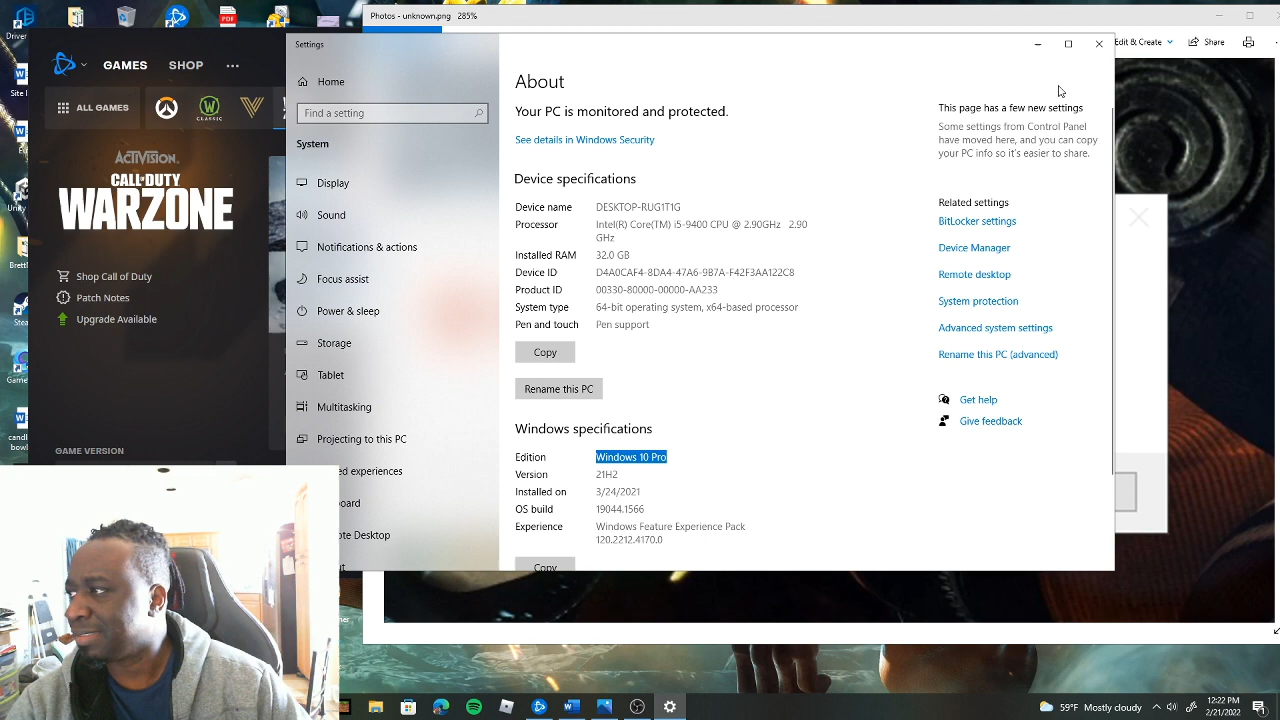 Driver
PDF
Photos - unknown.png   285%
Edit & Create
Share
GAMES
SHOP
ALL GAMES
CLASSIC
ACTIVISION
CALL OF DUTY
WARZONE
Shop Call of Duty
Patch Notes
Upgrade Available
GAME VERSION
Settings
Home
Find a setting
System
Display
Sound
Notifications & actions
Focus assist
Power & sleep
Storage
Tablet
Multitasking
Projecting to this PC
ed experiences
oard
ote Desktop
ut
About
Your PC is monitored and protected.
See details in Windows Security
Device specifications
Device name DESKTOP-RUG1T1G
Processor Intel(R) Core(TM) i5-9400 CPU @ 2.90GHz   2.90
GHz
Installed RAM 32.0 GB
Device ID D4A0CAF4-8DA4-47A6-9B7A-F42F3AA122C8
Product ID 00330-80000-00000-AA233
System type 64-bit operating system, x64-based processor
Pen and touch Pen support
Copy
Rename this PC
Windows specifications
Edition Windows 10 Pro
Version 21H2
Installed on 3/24/2021
OS build 19044.1566
Experience Windows Feature Experience Pack
120.2212.4170.0
Copy
This page has a few new settings
Some settings from Control Panel
have moved here, and you can copy
your PC info so it's easier to share.
Related settings
BitLocker settings
Device Manager
Remote desktop
System protection
Advanced system settings
Rename this PC (advanced)
Get help
Give feedback
59°F Mostly cloudy
12:22 PM
2/21/2022